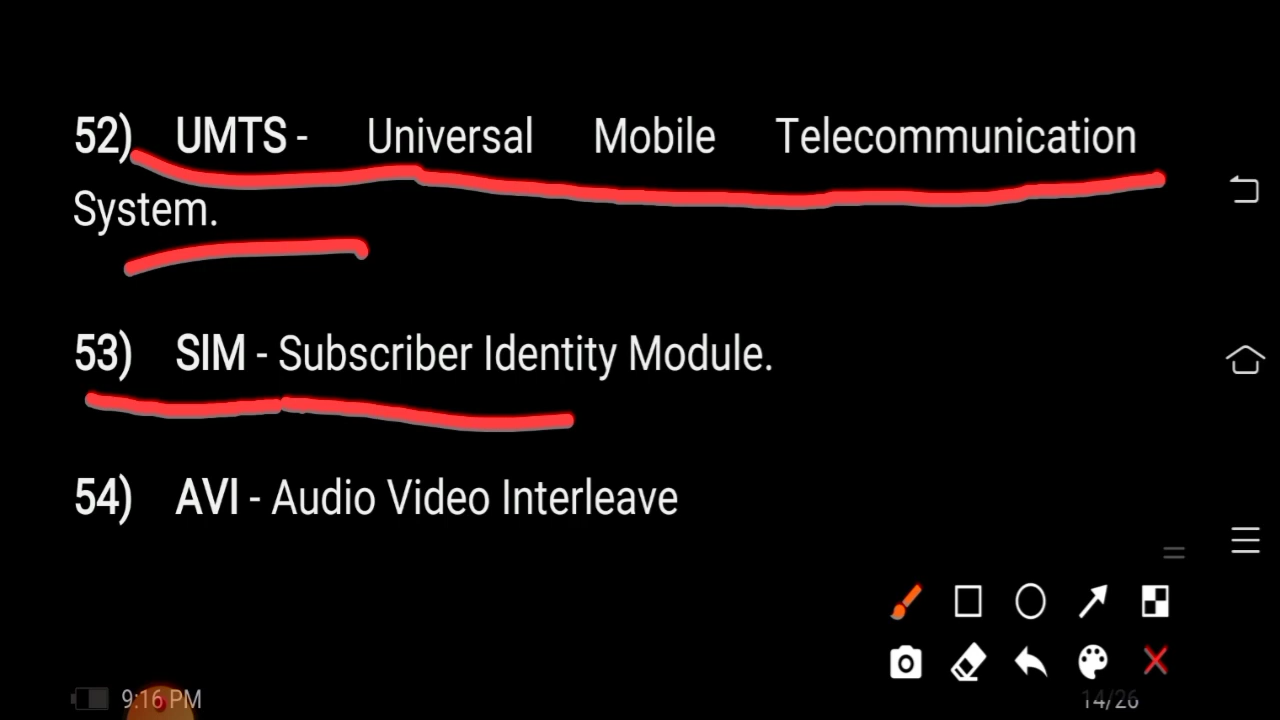 52) UMTS - Universal Mobile Telecommunication
System.
53) SIM - Subscriber Identity Module.
54) AVI - Audio Video Interleave
9:16 PM 14/26